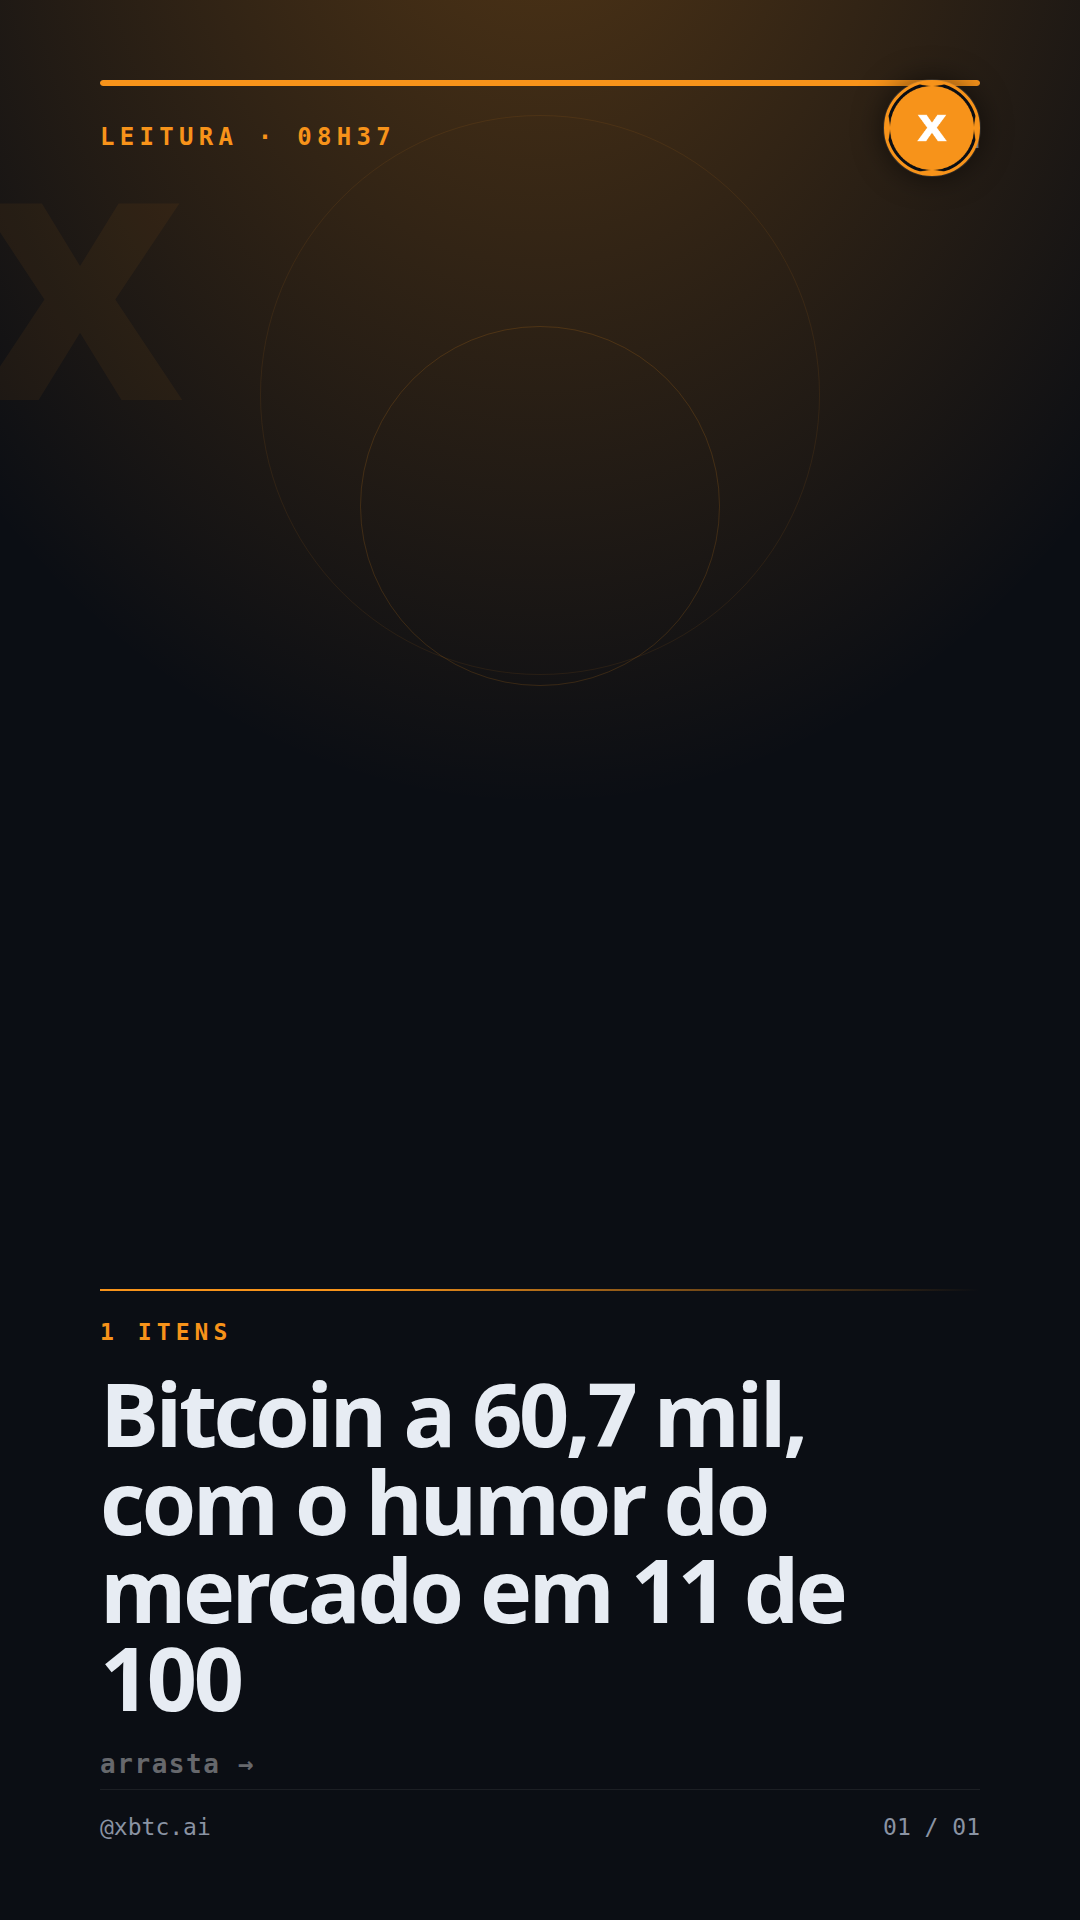 LEITURA · 08H37
X
X
1 ITENS
Bitcoin a 60,7 mil,
com o humor do
mercado em 11 de
100
arrasta →
@xbtc.ai
01 / 01